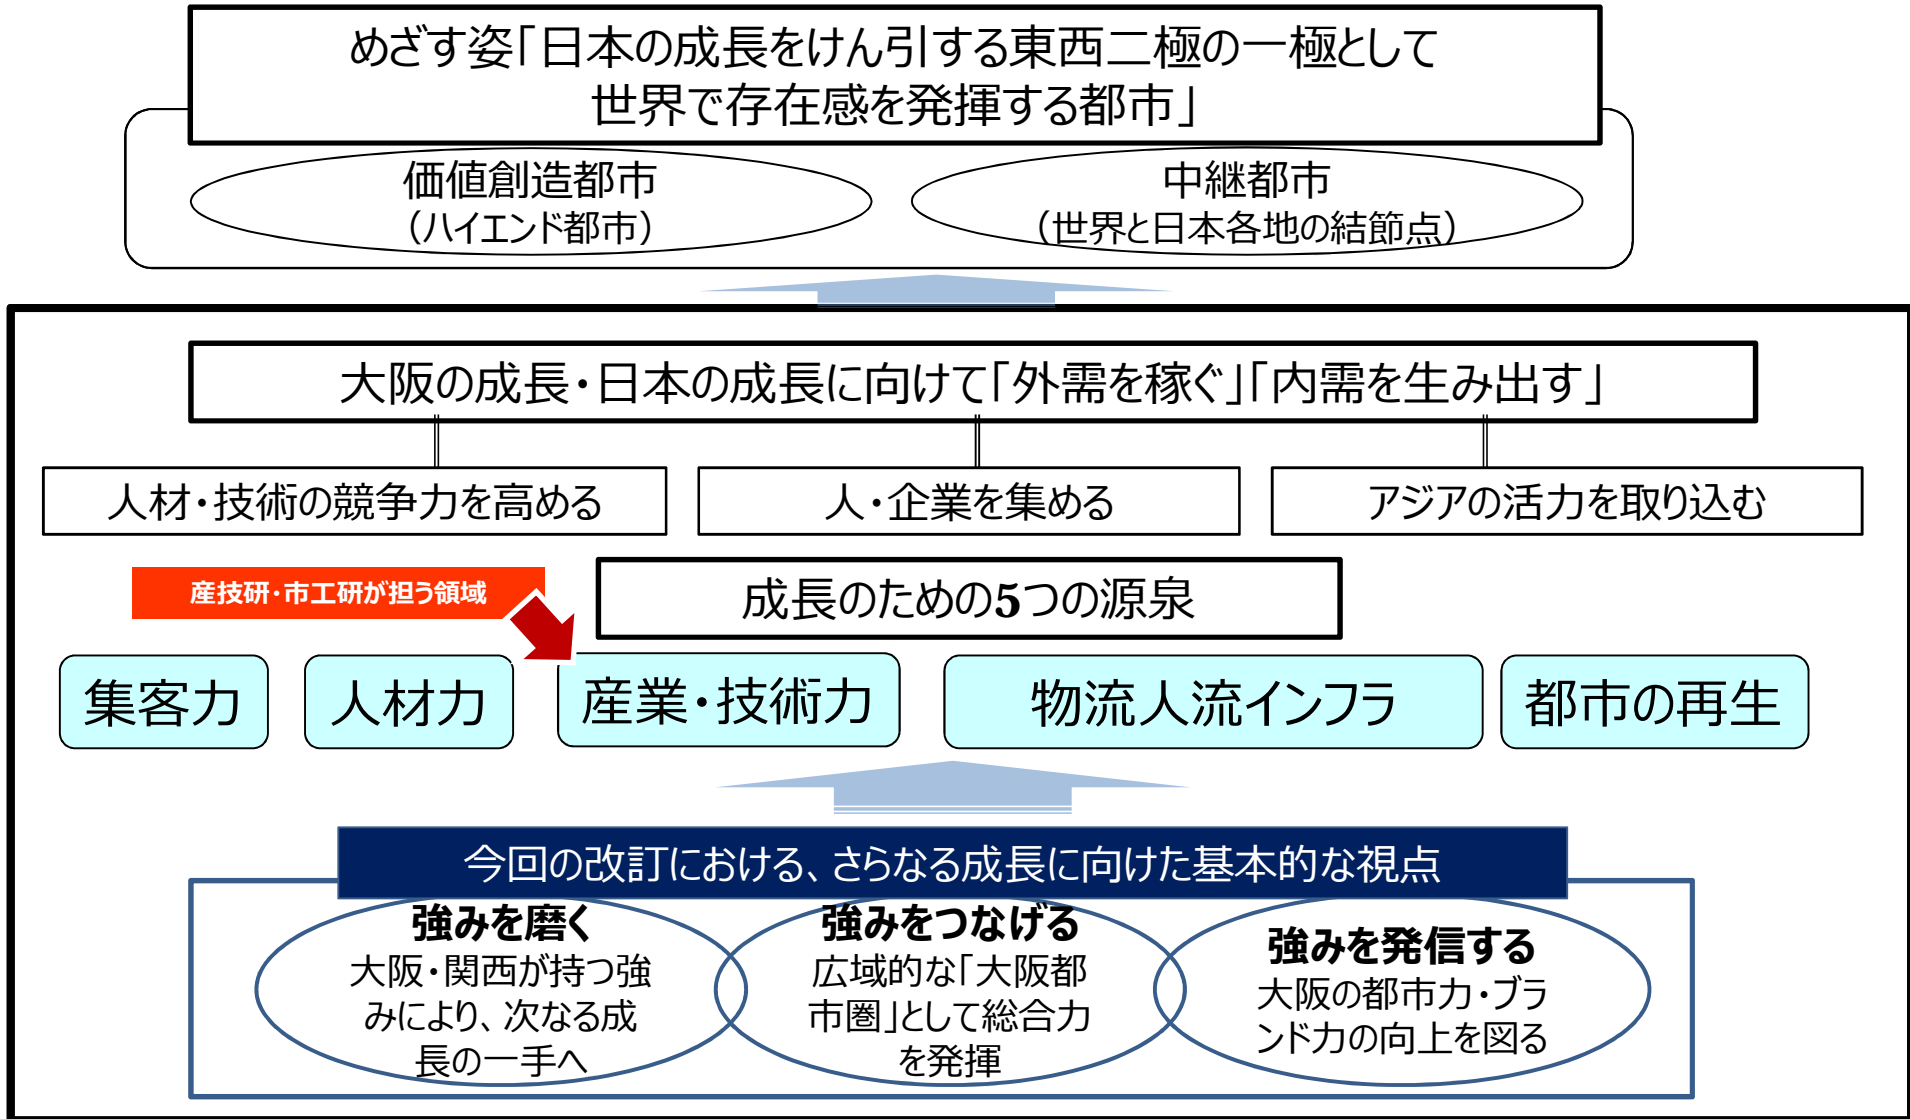 めざす姿「日本の成長をけん引する東西二極の一極として
世界で存在感を発揮する都市」
価値創造都市
（ハイエンド都市）
中継都市
（世界と日本各地の結節点）
大阪の成長・日本の成長に向けて「外需を稼ぐ」「内需を生み出す」
人材・技術の競争力を高める
人・企業を集める
アジアの活力を取り込む
産技研・市工研が担う領域
成長のための5つの源泉
集客力
人材力
産業・技術力
物流人流インフラ
都市の再生
今回の改訂における、さらなる成長に向けた基本的な視点
強みを磨く
大阪・関西が持つ強
みにより、次なる成
長の一手へ
強みをつなげる
広域的な「大阪都
市圏」として総合力
を発揮
強みを発信する
大阪の都市力・ブラ
ンド力の向上を図る